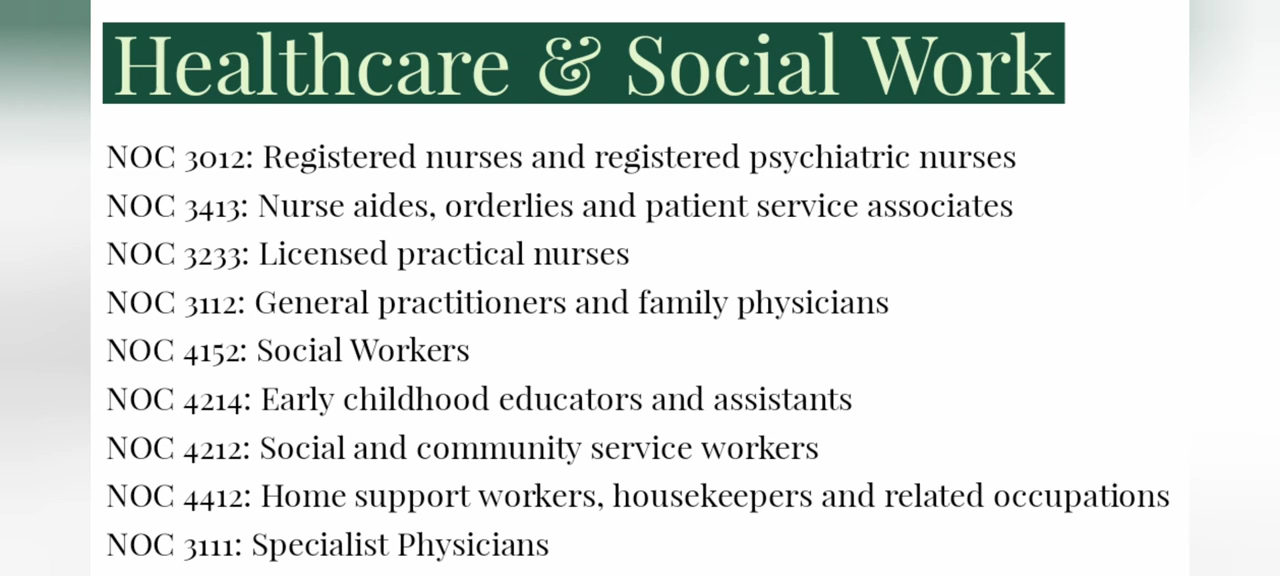 Healthcare & Social Work
NOC 3012: Registered nurses and registered psychiatric nurses
NOC 3413: Nurse aides, orderlies and patient service associates
NOC 3233: Licensed practical nurses
NOC 3112: General practitioners and family physicians
NOC 4152: Social Workers
NOC 4214: Early childhood educators and assistants
NOC 4212: Social and community service workers
NOC 4412: Home support workers, housekeepers and related occupations
NOC 3111: Specialist Physicians